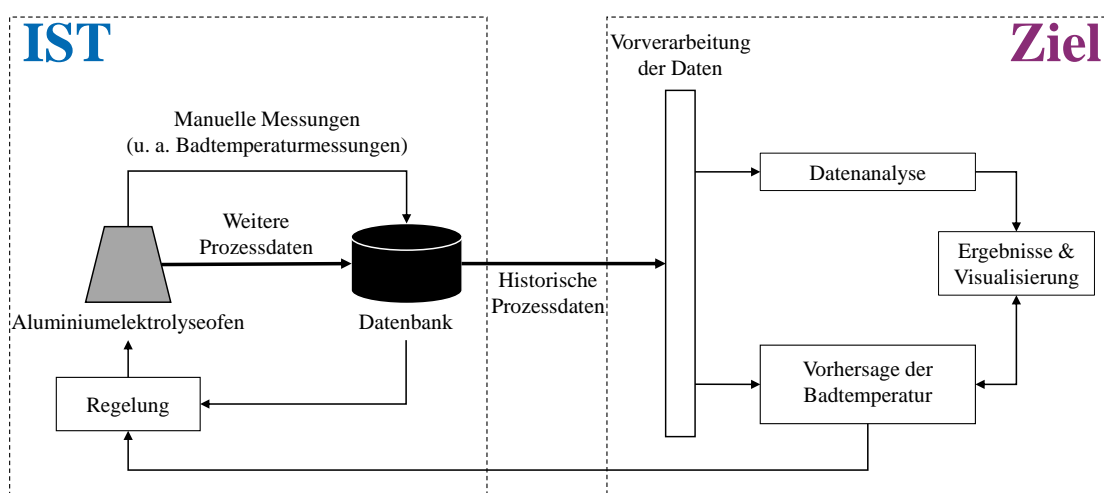 IST
Ziel
Vorverarbeitung
der Daten
Manuelle Messungen
(u. a. Badtemperaturmessungen)
Weitere
Prozessdaten
Aluminiumelektrolyseofen
Datenbank
Regelung
Historische
Prozessdaten
Datenanalyse
Ergebnisse &
Visualisierung
Vorhersage der
Badtemperatur